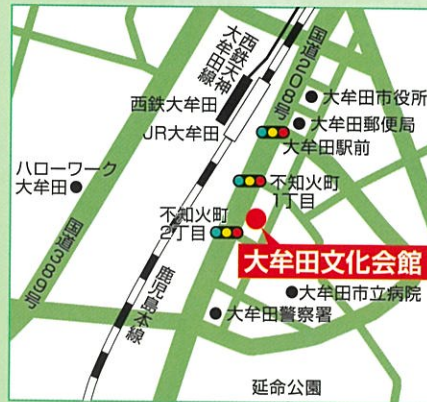 西鉄天神
大牟田線
国道208号
西鉄大牟田
JR大牟田
大牟田市役所
大牟田郵便局
大牟田駅前
ハローワーク
大牟田
不知火町
1丁目
不知火町
2丁目
国道389号
鹿児島本線
大牟田文化会館
大牟田市立病院
大牟田警察署
延命公園